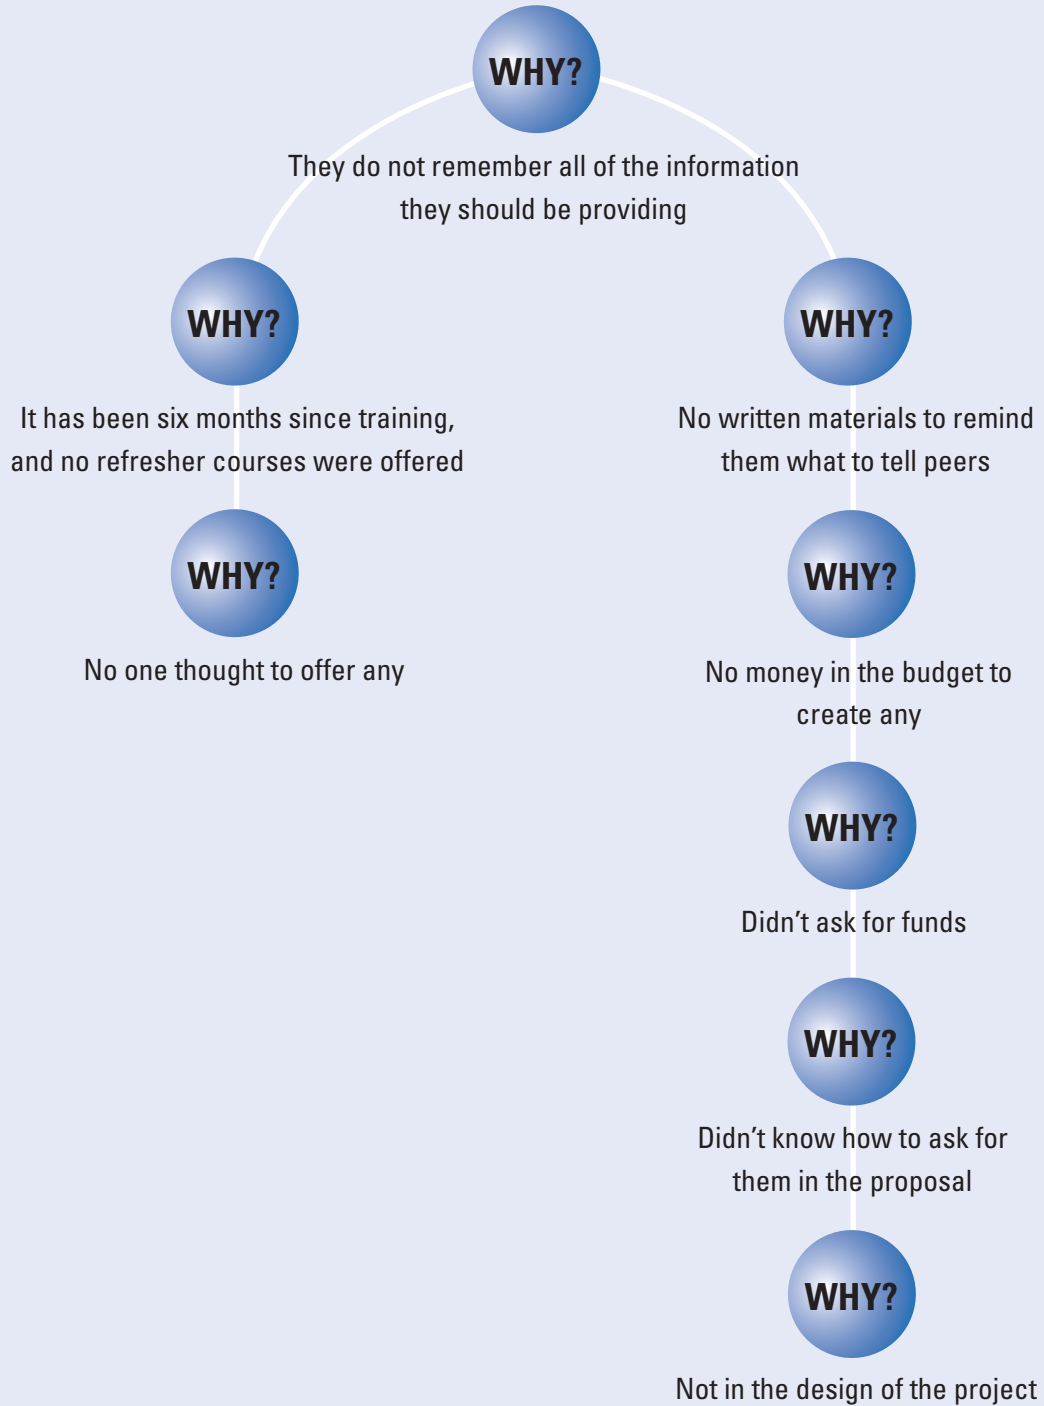 WHY?
They do not remember all of the information
they should be providing
WHY?
It has been six months since training,
and no refresher courses were offered
WHY?
No one thought to offer any
WHY?
No written materials to remind
them what to tell peers
WHY?
No money in the budget to
create any
WHY?
Didn’t ask for funds
WHY?
Didn’t know how to ask for
them in the proposal
WHY?
Not in the design of the project